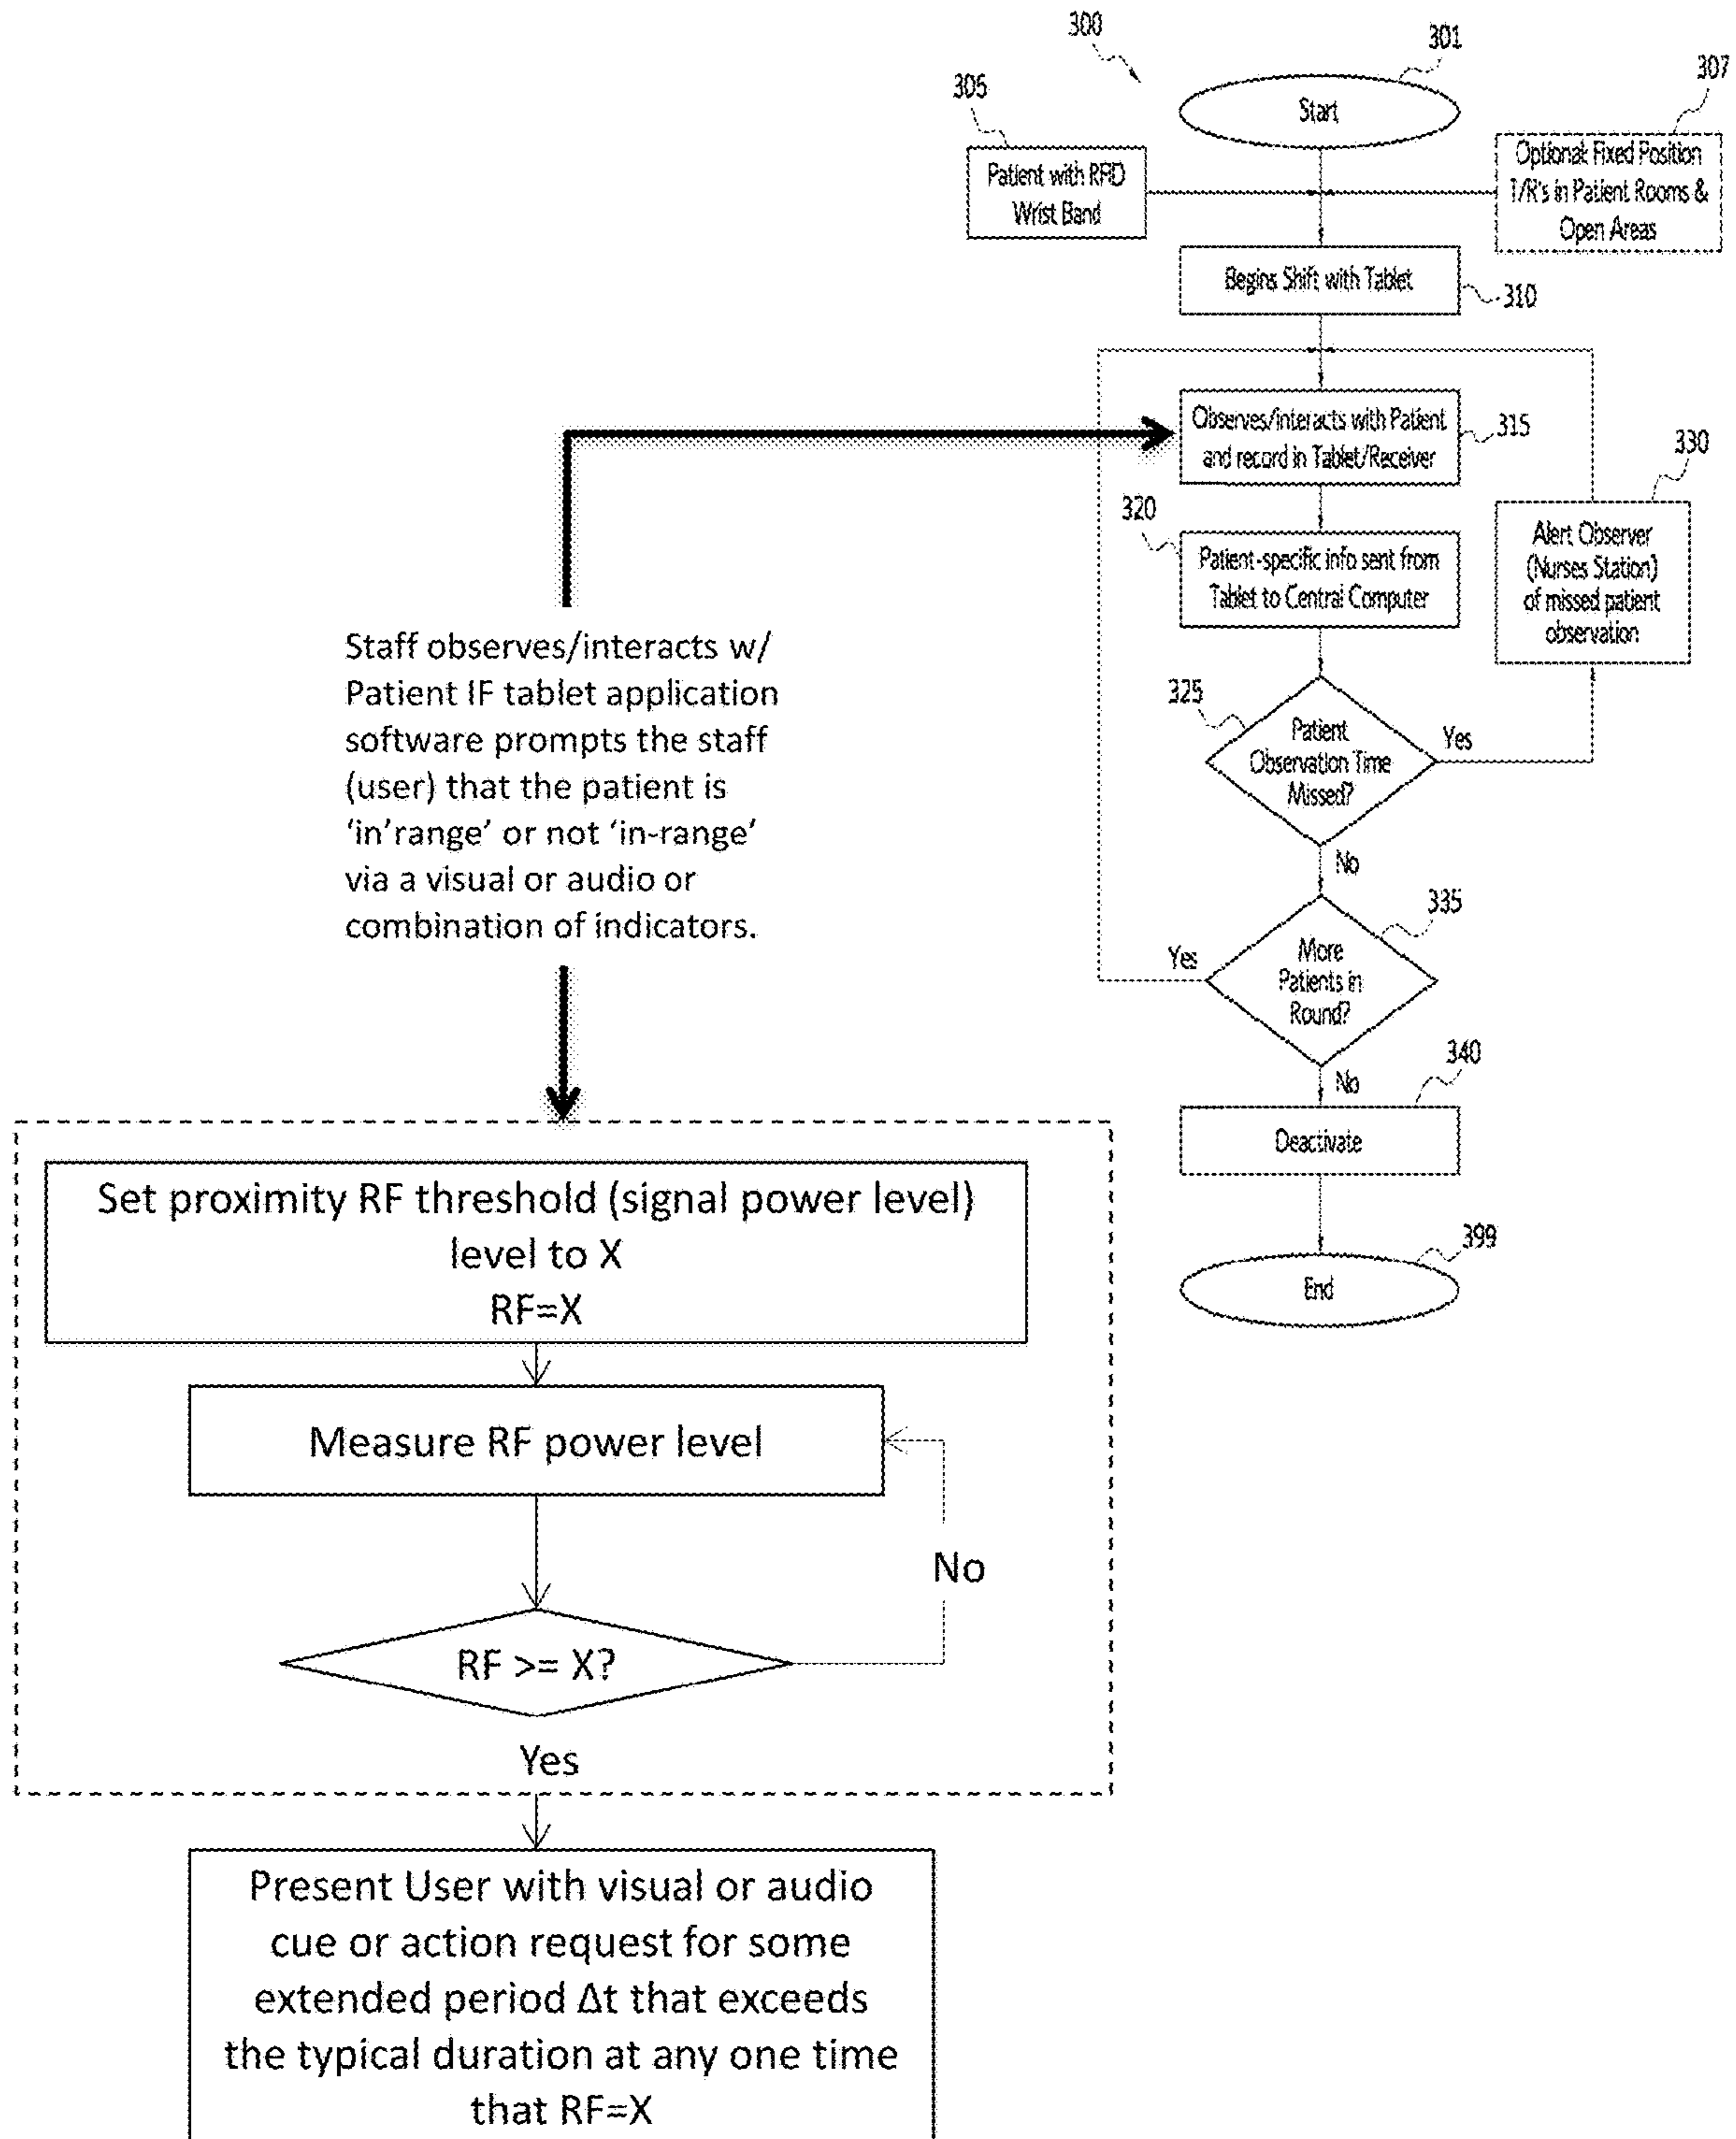 300
301
307
305
Start
Patient with RFID
Wrist Band
Optional: Fixed Position
T/R's in Patient Rooms &
Open Areas
Begins Shift with Tablet
310
Observes/interacts with Patient
and record in Tablet/Receiver
315
330
320
Patient-specific info sent from
Tablet to Central Computer
Alert Observer
(Nurses Station)
of missed patient
observation
Staff observes/interacts w/
Patient IF tablet application
software prompts the staff
(user) that the patient is
‘in’range’ or not ‘in-range’
via a visual or audio or
combination of indicators.
325
Patient
Observation Time
Missed?
Yes
No
335
Yes
More
Patients in
Round?
No
340
Deactivate
399
End
Set proximity RF threshold (signal power level)
level to X
RF=X
Measure RF power level
No
RF >= X?
Yes
Present User with visual or audio
cue or action request for some
extended period Δt that exceeds
the typical duration at any one time
that RF=X